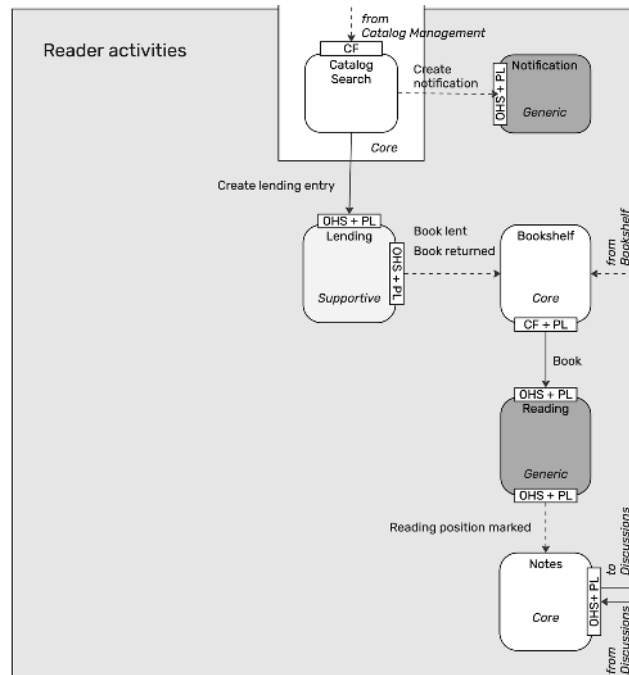 from
Catalog Management
Reader activities
CF
Catalog
Search
Create
notification
OHS + PL
Notification
Generic
Core
Create lending entry
OHS + PL
Lending
Supportive
OHS + PL
Book lent
Book returned
Bookshelf
Core
CF + PL
from
Bookshelf
Book
OHS + PL
Reading
Generic
OHS + PL
Reading position marked
Notes
Core
OHS+ PL
to
Discussions
from
Discussions